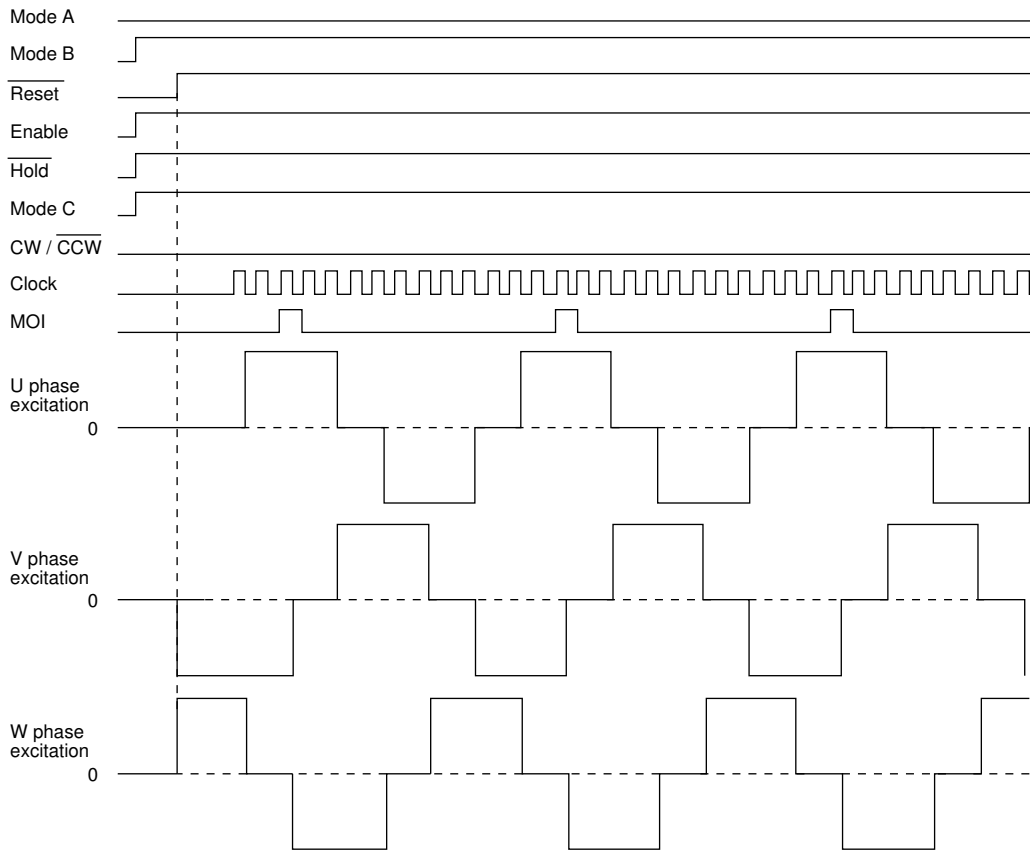 Mode A
Mode B
Reset
Enable
Hold
Mode C
CW / CCW
Clock
MOI
U phase
excitation
0
V phase
excitation
0
W phase
excitation
0